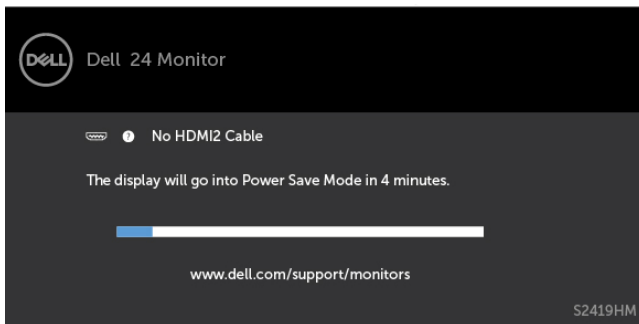 DELL
Dell 24 Monitor
No HDMI2 Cable
The display will go into Power Save Mode in 4 minutes.
www.dell.com/support/monitors
S2419HM